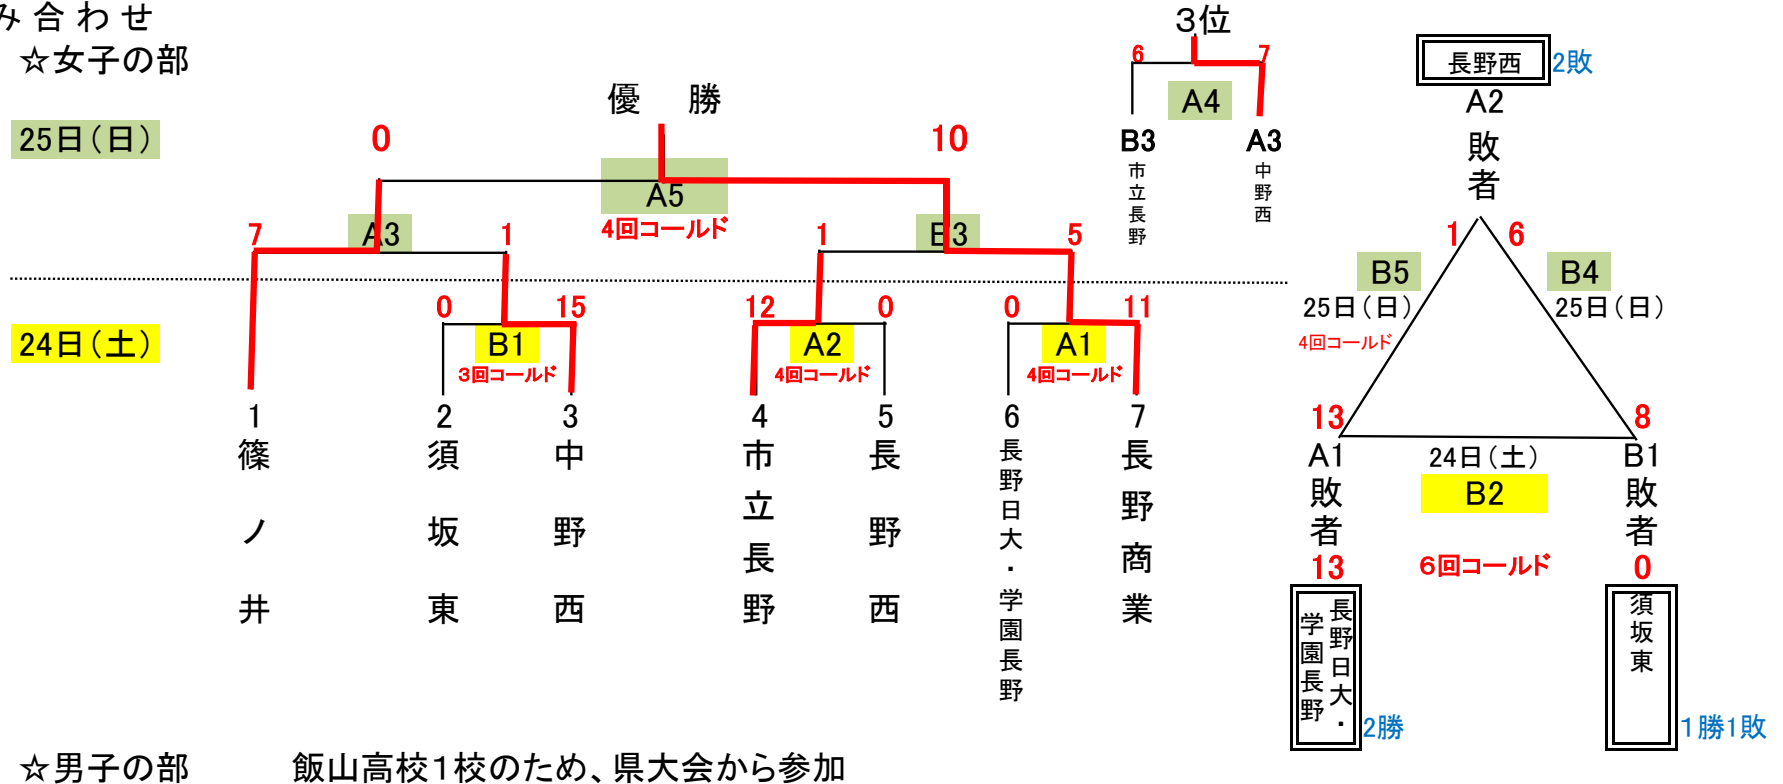 み 合 わ せ
☆女子の部
25日(日)
24日(土)
優　勝
0
10
A5
4回コールド
7
A3
1
1
B3
5
0
15
B1
3回コールド
12
0
A2
4回コールド
0
11
A1
4回コールド
1
篠ノ井
2
須坂東
3
中野西
4
市立長野
5
長野西
6
長野日大・学園長野
7
長野商業
3位
6
7
A4
B3
市立長野
A3
中野西
長野西
2敗
A2
敗者
1
6
B5
25日(日)
4回コールド
B4
25日(日)
13
8
A1
敗者
24日(土)
B2
B1
敗者
13
6回コールド
0
長野日大・
学園長野
2勝
須坂東
1勝1敗
☆男子の部
飯山高校1校のため、県大会から参加